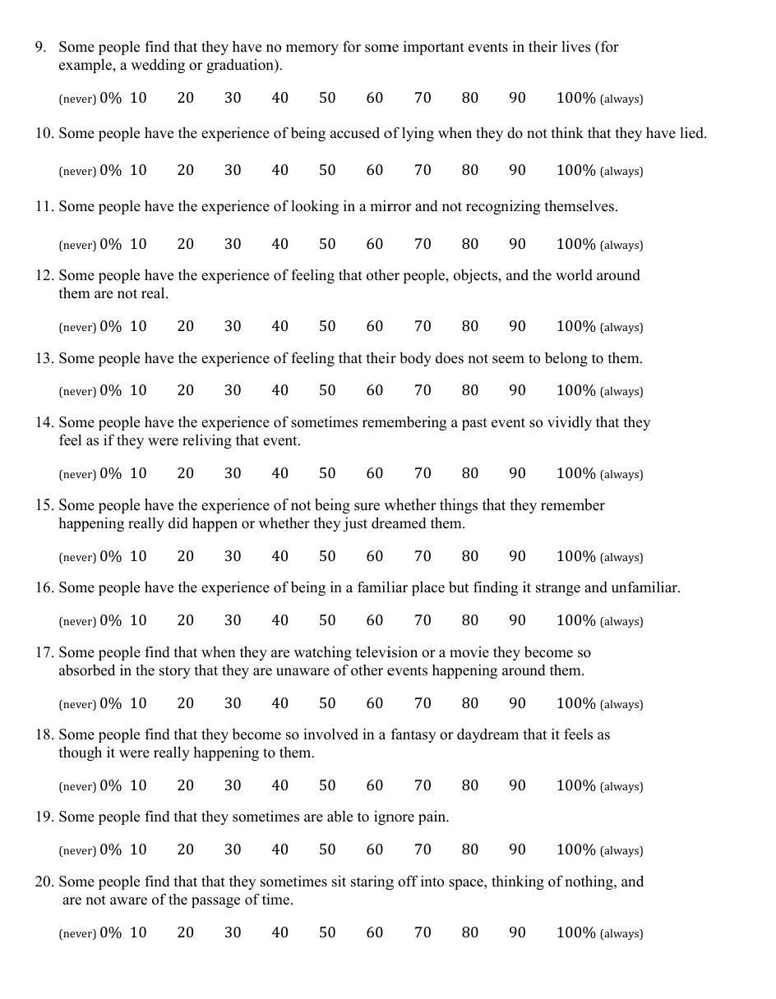 9. Some people find that they have no memory for some important events in their lives (for
example, a wedding or graduation).
(never) 0% 10 20 30 40 50 60 70 80 90 100% (always)
10. Some people have the experience of being accused of lying when they do not think that they have lied.
(never) 0% 10 20 30 40 50 60 70 80 90 100% (always)
11. Some people have the experience of looking in a mirror and not recognizing themselves.
(never) 0% 10 20 30 40 50 60 70 80 90 100% (always)
12. Some people have the experience of feeling that other people, objects, and the world around
them are not real.
(never) 0% 10 20 30 40 50 60 70 80 90 100% (always)
13. Some people have the experience of feeling that their body does not seem to belong to them.
(never) 0% 10 20 30 40 50 60 70 80 90 100% (always)
14. Some people have the experience of sometimes remembering a past event so vividly that they
feel as if they were reliving that event.
(never) 0% 10 20 30 40 50 60 70 80 90 100% (always)
15. Some people have the experience of not being sure whether things that they remember
happening really did happen or whether they just dreamed them.
(never) 0% 10 20 30 40 50 60 70 80 90 100% (always)
16. Some people have the experience of being in a familiar place but finding it strange and unfamiliar.
(never) 0% 10 20 30 40 50 60 70 80 90 100% (always)
17. Some people find that when they are watching television or a movie they become so
absorbed in the story that they are unaware of other events happening around them.
(never) 0% 10 20 30 40 50 60 70 80 90 100% (always)
18. Some people find that they become so involved in a fantasy or daydream that it feels as
though it were really happening to them.
(never) 0% 10 20 30 40 50 60 70 80 90 100% (always)
19. Some people find that they sometimes are able to ignore pain.
(never) 0% 10 20 30 40 50 60 70 80 90 100% (always)
20. Some people find that that they sometimes sit staring off into space, thinking of nothing, and
are not aware of the passage of time.
(never) 0% 10 20 30 40 50 60 70 80 90 100% (always)